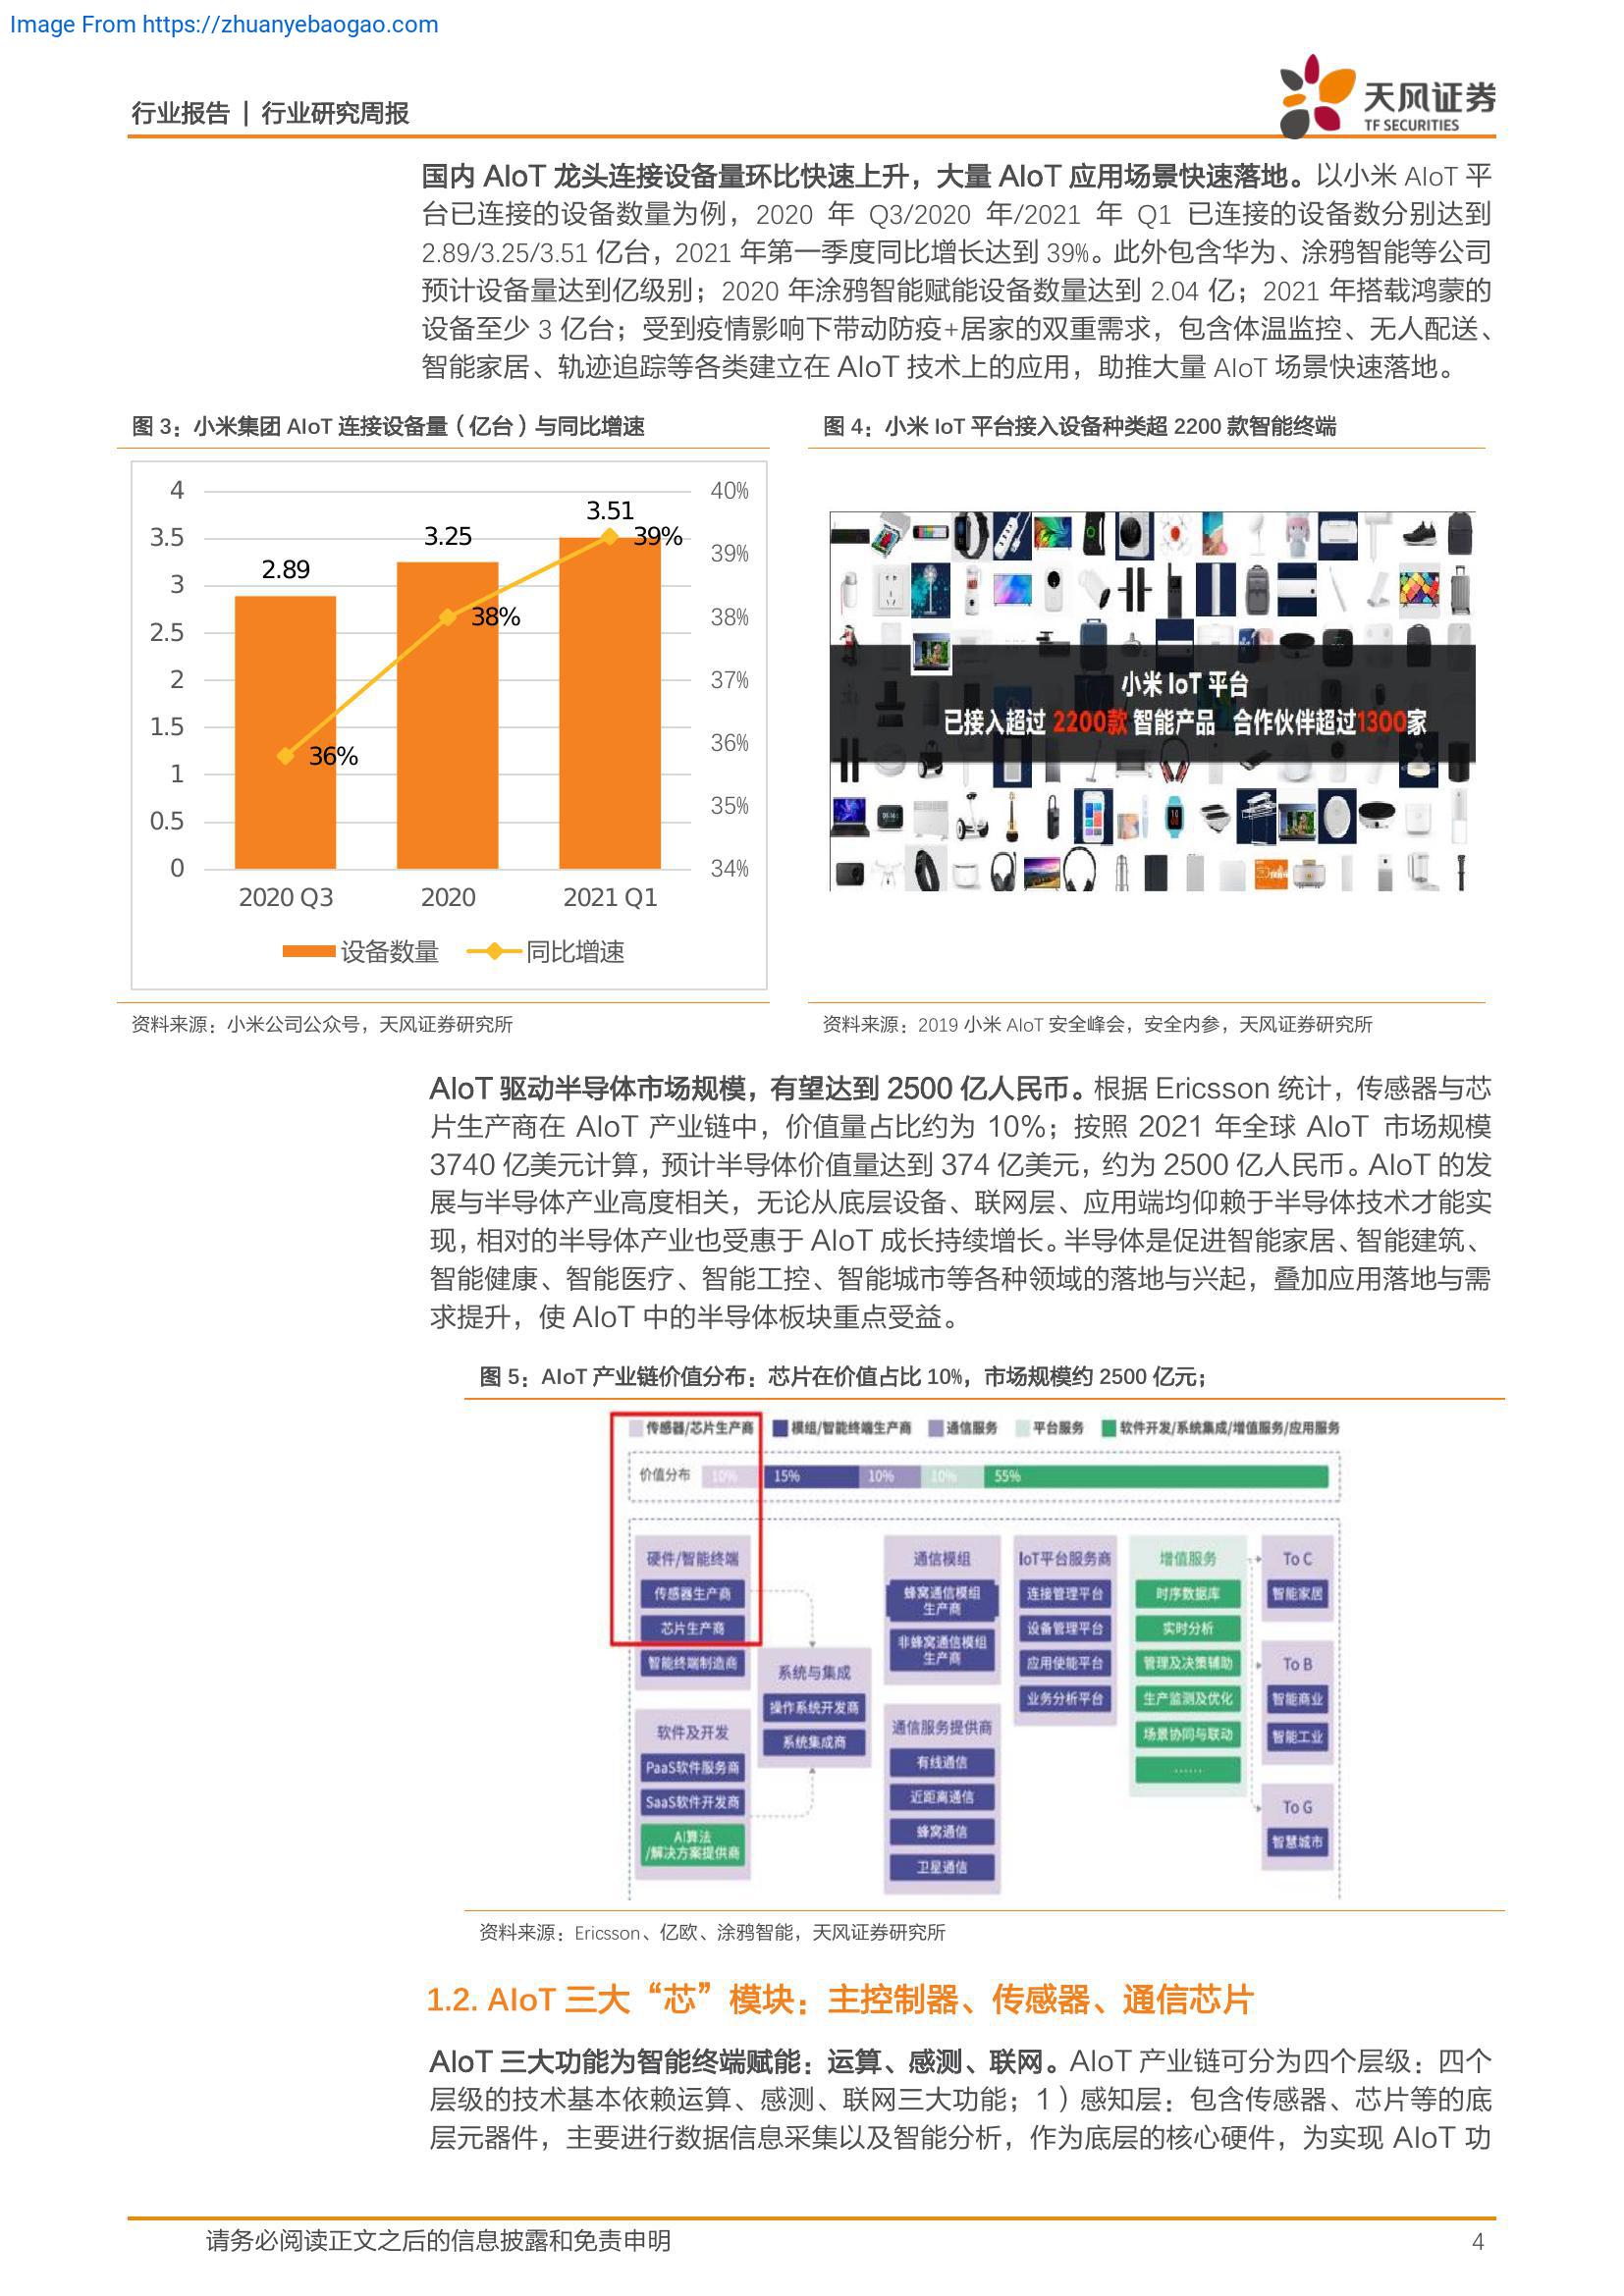 Image From https://zhuanyebaogao.com
行业报告 | 行业研究周报
天风证券
TF SECURITIES
国内 AIoT 龙头连接设备量环比快速上升，大量 AIoT 应用场景快速落地。以小米 AIoT 平
台已连接的设备数量为例，2020 年 Q3/2020 年/2021 年 Q1 已连接的设备数分别达到
2.89/3.25/3.51 亿台，2021 年第一季度同比增长达到 39%。此外包含华为、涂鸦智能等公司
预计设备量达到亿级别；2020 年涂鸦智能赋能设备数量达到 2.04 亿；2021 年搭载鸿蒙的
设备至少 3 亿台；受到疫情影响下带动防疫+居家的双重需求，包含体温监控、无人配送、
智能家居、轨迹追踪等各类建立在 AIoT 技术上的应用，助推大量 AIoT 场景快速落地。
图 3：小米集团 AIoT 连接设备量（亿台）与同比增速
4
3.5
3
2.5
2
1.5
1
0.5
0
40%
39%
38%
37%
36%
35%
34%
2.89
3.25
3.51
36%
38%
39%
2020 Q3
2020
2021 Q1
设备数量
同比增速
资料来源：小米公司公众号，天风证券研究所
图 4：小米 IoT 平台接入设备种类超 2200 款智能终端
小米 IoT 平台
已接入超过 2200款 智能产品 合作伙伴超过1300家
资料来源：2019 小米 AIoT 安全峰会，安全内参，天风证券研究所
AIoT 驱动半导体市场规模，有望达到 2500 亿人民币。根据 Ericsson 统计，传感器与芯
片生产商在 AIoT 产业链中，价值量占比约为 10%；按照 2021 年全球 AIoT 市场规模
3740 亿美元计算，预计半导体价值量达到 374 亿美元，约为 2500 亿人民币。AIoT 的发
展与半导体产业高度相关，无论从底层设备、联网层、应用端均仰赖于半导体技术才能实
现，相对的半导体产业也受惠于 AIoT 成长持续增长。半导体是促进智能家居、智能建筑、
智能健康、智能医疗、智能工控、智能城市等各种领域的落地与兴起，叠加应用落地与需
求提升，使 AIoT 中的半导体板块重点受益。
图 5：AIoT 产业链价值分布：芯片在价值占比 10%，市场规模约 2500 亿元；
传感器/芯片生产商
模组/智能终端生产商
通信服务
平台服务
软件开发/系统集成/增值服务/应用服务
价值分布
10%
15%
10%
10%
55%
硬件/智能终端
传感器生产商
芯片生产商
智能终端制造商
软件及开发
PaaS软件服务商
SaaS软件开发商
AI算法
/解决方案提供商
系统与集成
操作系统开发商
系统集成商
通信模组
蜂窝通信模组
生产商
非蜂窝通信模组
生产商
通信服务提供商
有线通信
近距离通信
蜂窝通信
卫星通信
IoT平台服务商
连接管理平台
设备管理平台
应用使能平台
业务分析平台
增值服务
时序数据库
实时分析
管理及决策辅助
生产监测及优化
场景协同与联动
······
To C
智能家居
To B
智能商业
智能工业
To G
智慧城市
资料来源：Ericsson、亿欧、涂鸦智能，天风证券研究所
1.2. AIoT 三大“芯”模块：主控制器、传感器、通信芯片
AIoT 三大功能为智能终端赋能：运算、感测、联网。AIoT 产业链可分为四个层级：四个
层级的技术基本依赖运算、感测、联网三大功能；1）感知层：包含传感器、芯片等的底
层元器件，主要进行数据信息采集以及智能分析，作为底层的核心硬件，为实现 AIoT 功
请务必阅读正文之后的信息披露和免责申明
4